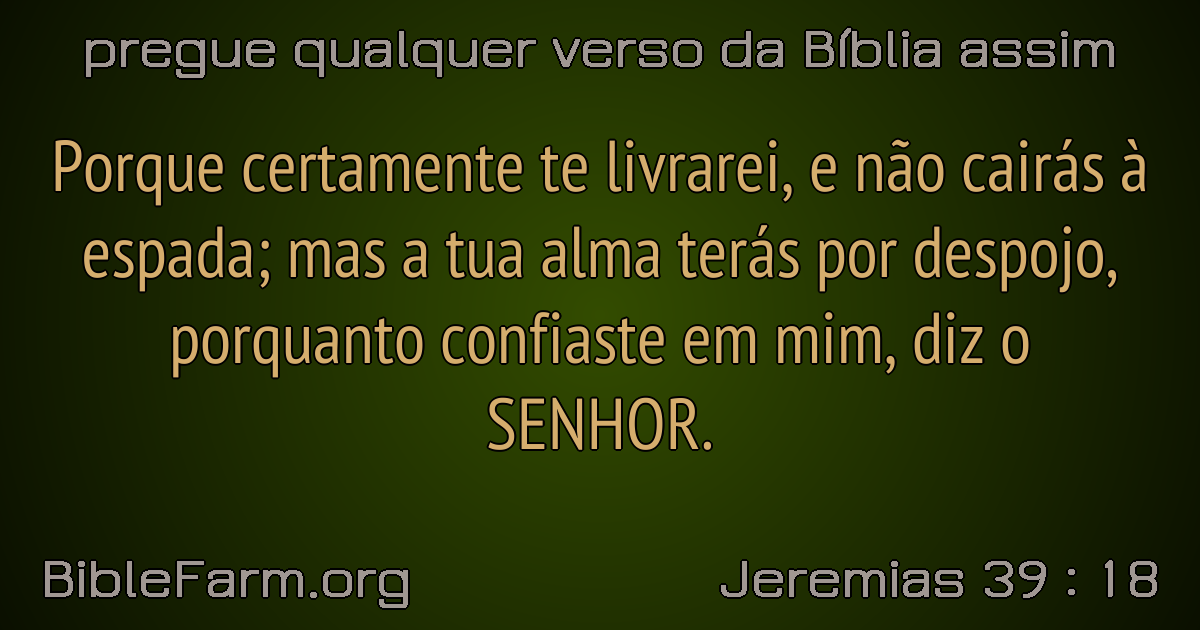 pregue qualquer verso da Bíblia assim
Porque certamente te livrarei, e não cairás à
espada; mas a tua alma terás por despojo,
porquanto confiaste em mim, diz o
SENHOR.
BibleFarm.org
Jeremias 39 : 18